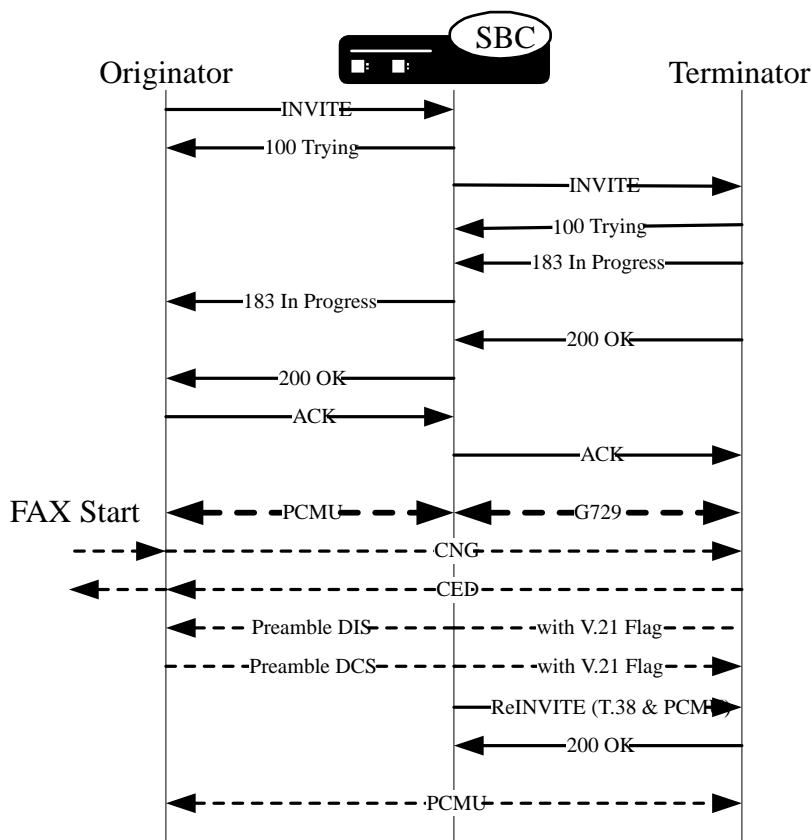 SBC
Originator
Terminator
INVITE
100 Trying
INVITE
100 Trying
183 In Progress
183 In Progress
200 OK
200 OK
ACK
ACK
FAX Start
PCMU
G729
CNG
CED
Preamble DIS
with V.21 Flag
Preamble DCS
with V.21 Flag
ReINVITE (T.38 & PCMU)
200 OK
PCMU